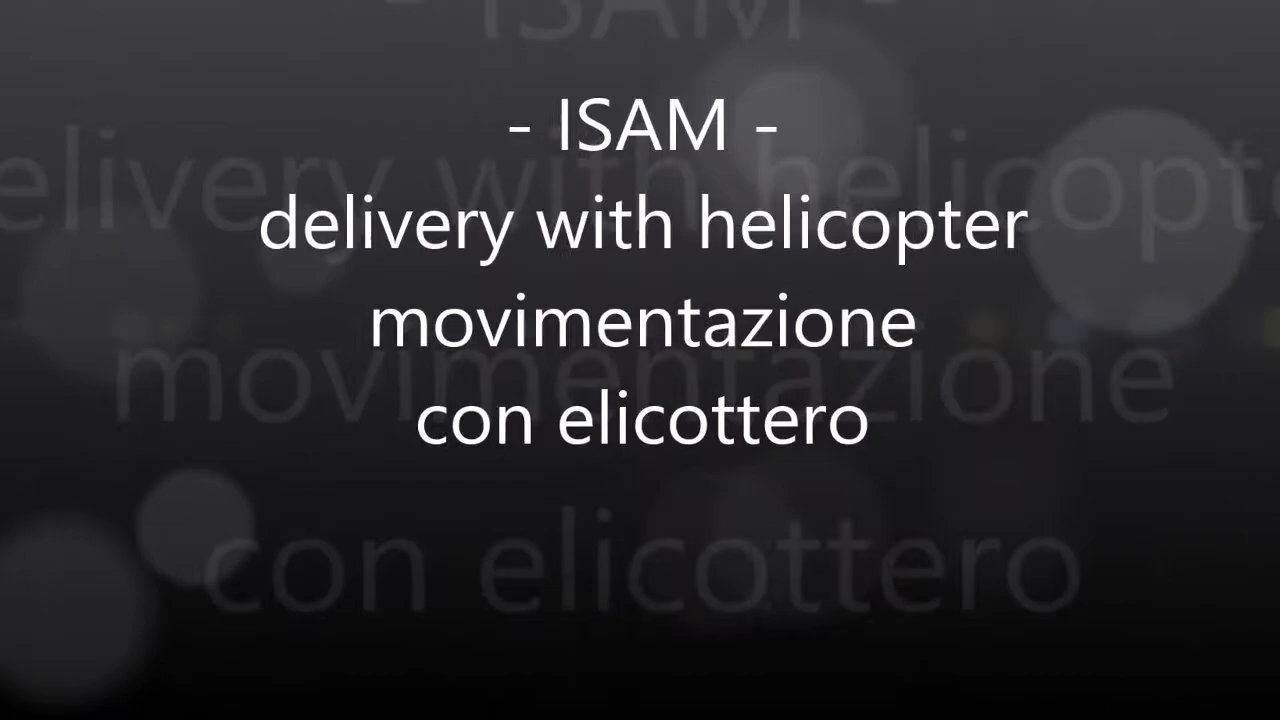 - ISAM -
delivery with helicopter
movimentazione
con elicottero